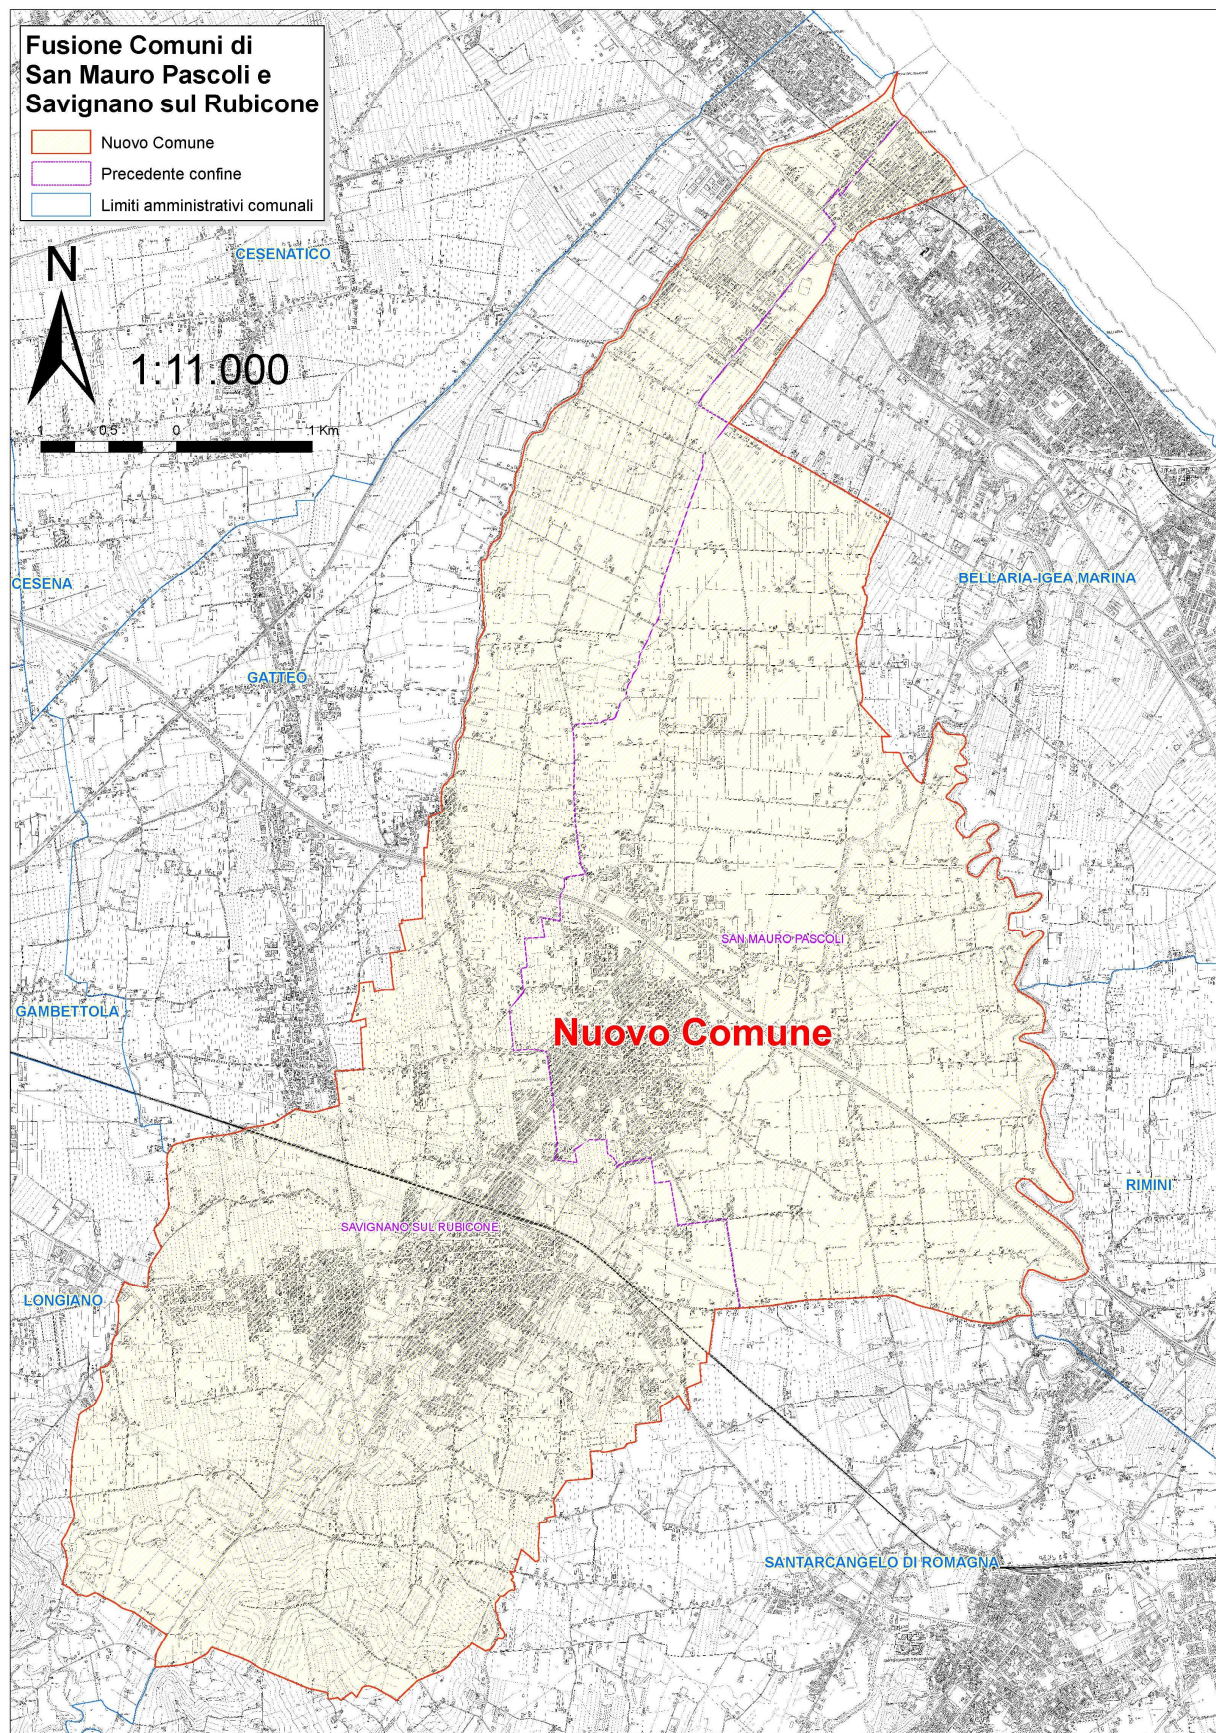 Fusione Comuni di
San Mauro Pascoli e
Savignano sul Rubicone
Nuovo Comune
Precedente confine
Limiti amministrativi comunali
N
1:11.000
1 0,5 0 1 Km
CESENATICO
CESENA
BELLARIA-IGEA MARINA
GATTEO
SAN MAURO PASCOLI
GAMBETTOLA
Nuovo Comune
RIMINI
SAVIGNANO SUL RUBICONE
LONGIANO
SANTARCANGELO DI ROMAGNA